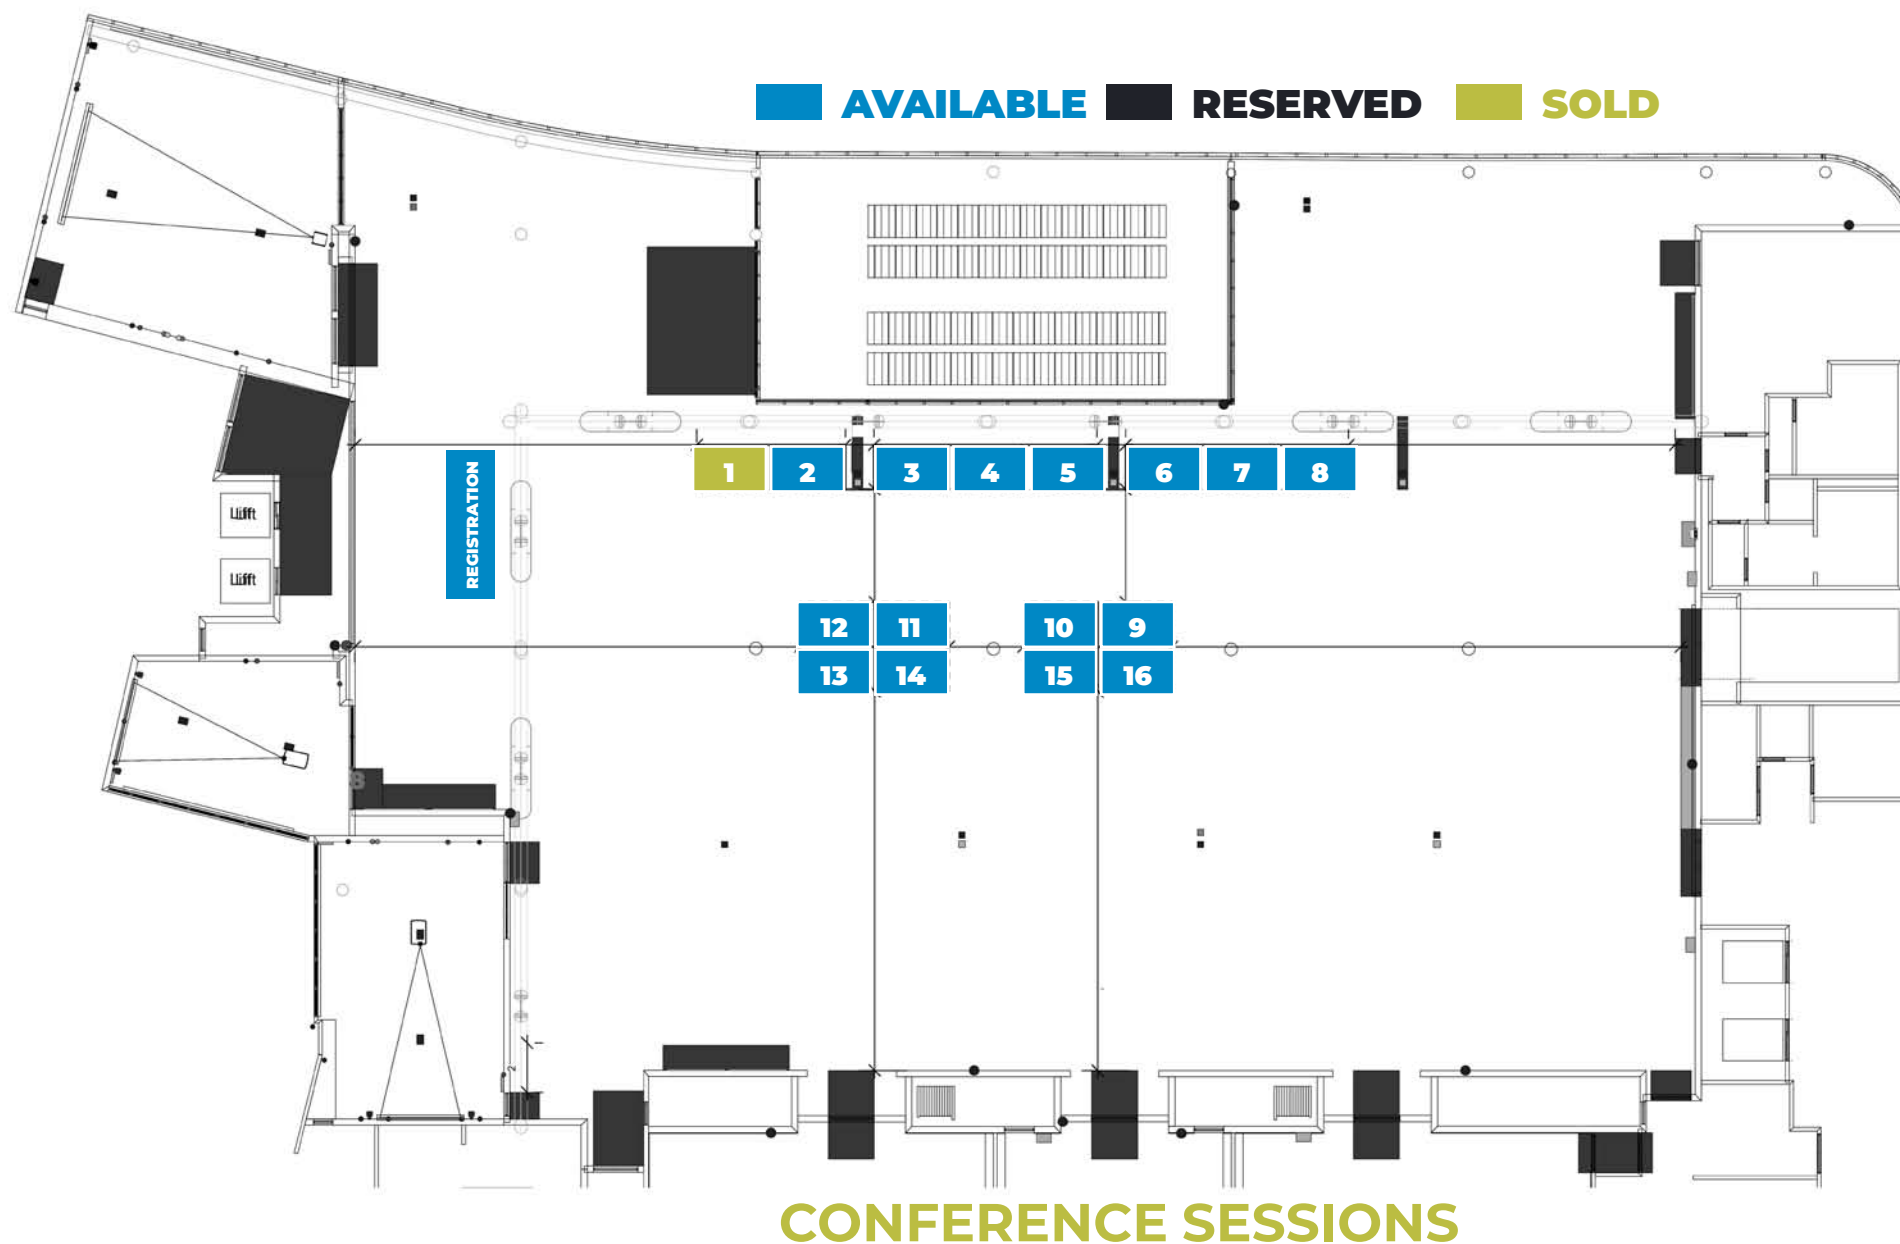 AVAILABLE RESERVED SOLD
1 2 3 4 5 6 7 8
REGISTRATION
Lift
Lift
12 11 10 9
13 14 15 16
CONFERENCE SESSIONS